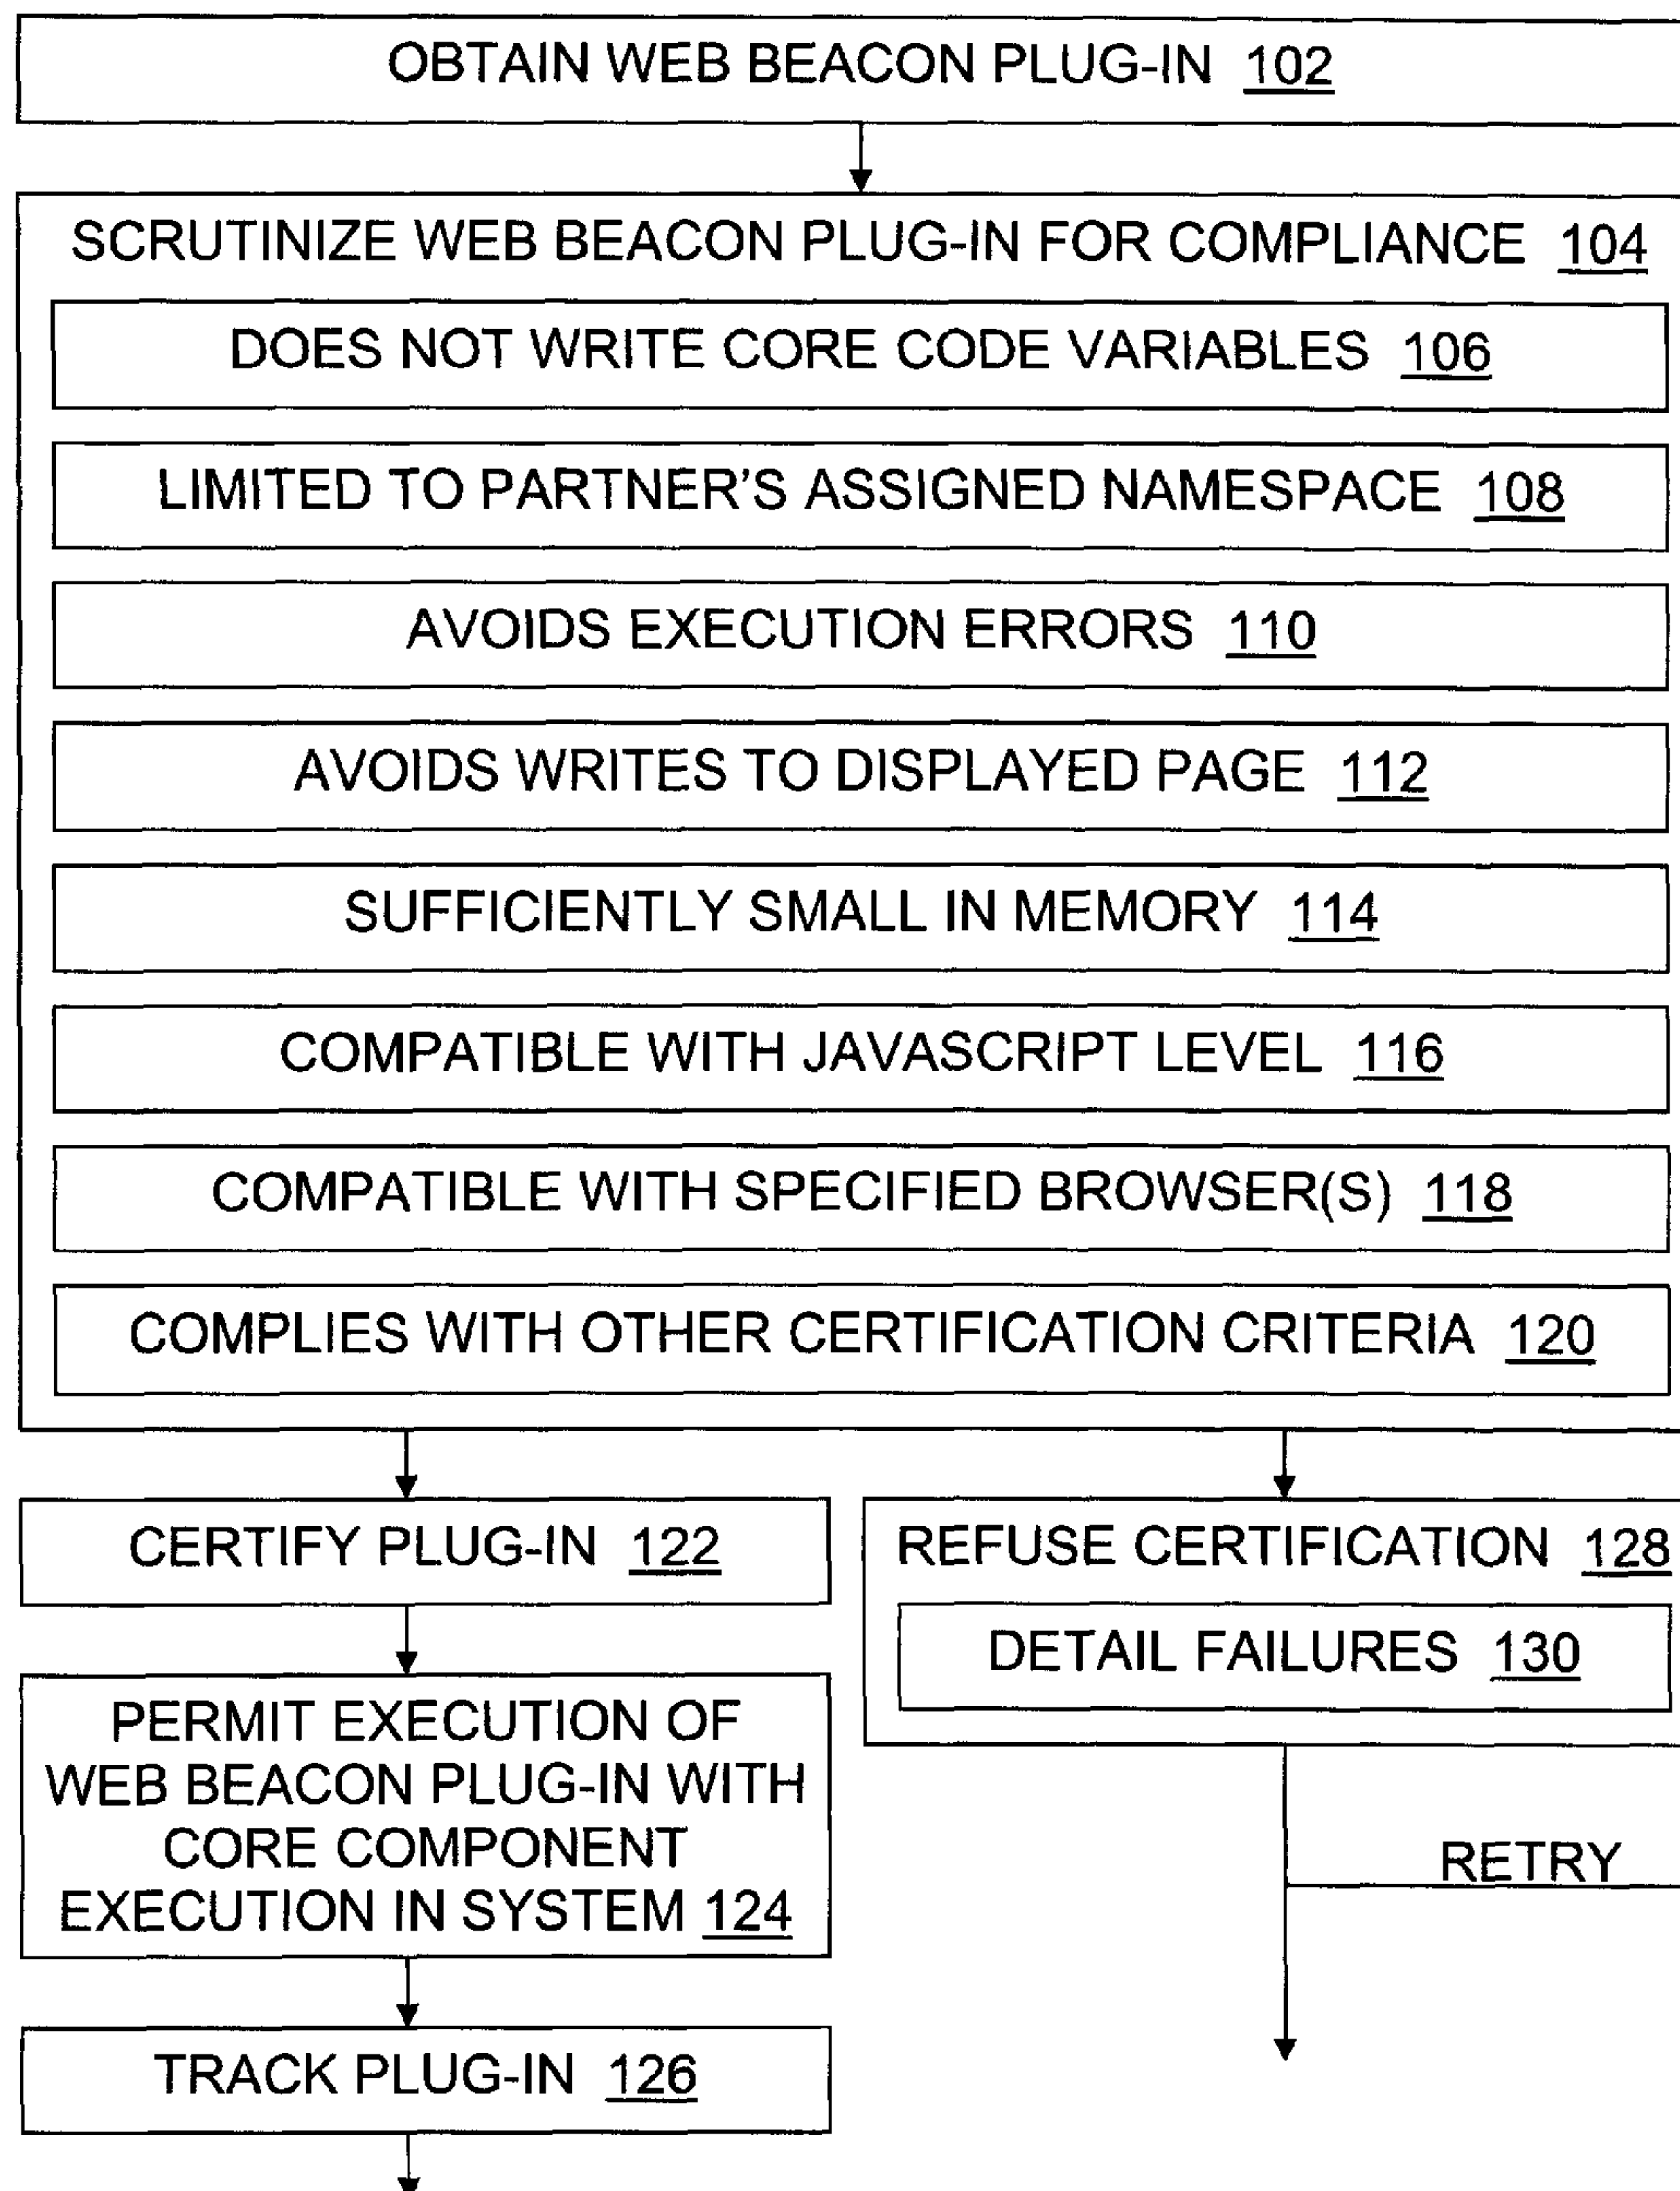 OBTAIN WEB BEACON PLUG-IN 102
SCRUTINIZE WEB BEACON PLUG-IN FOR COMPLIANCE 104
DOES NOT WRITE CORE CODE VARIABLES 106
LIMITED TO PARTNER'S ASSIGNED NAMESPACE 108
AVOIDS EXECUTION ERRORS 110
AVOIDS WRITES TO DISPLAYED PAGE 112
SUFFICIENTLY SMALL IN MEMORY 114
COMPATIBLE WITH JAVASCRIPT LEVEL 116
COMPATIBLE WITH SPECIFIED BROWSER(S) 118
COMPLIES WITH OTHER CERTIFICATION CRITERIA 120
CERTIFY PLUG-IN 122
PERMIT EXECUTION OF
WEB BEACON PLUG-IN WITH
CORE COMPONENT
EXECUTION IN SYSTEM 124
TRACK PLUG-IN 126
REFUSE CERTIFICATION 128
DETAIL FAILURES 130
RETRY